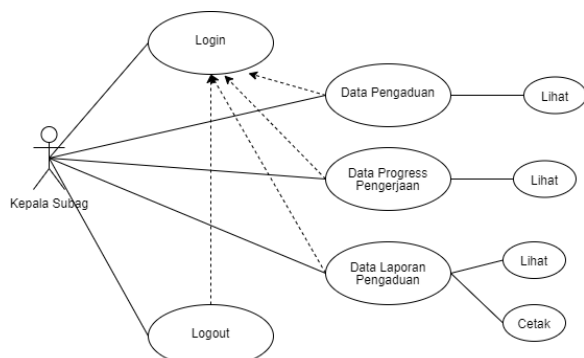 Login
Data Pengaduan
Lihat
Kepala Subag
Data Progress
Pengerjaan
Lihat
Data Laporan
Pengaduan
Lihat
Cetak
Logout